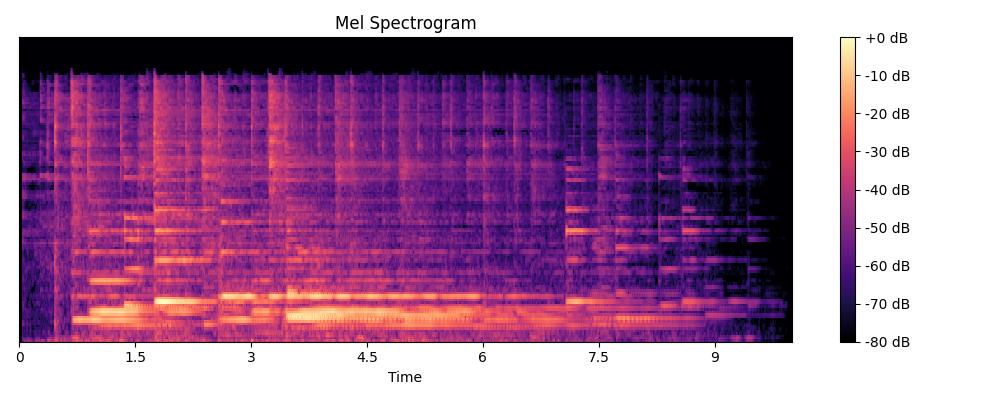 Mel Spectrogram
+0 dB
-10 dB
-20 dB
-30 dB
-40 dB
-50 dB
-60 dB
-70 dB
-80 dB
0 1.5 3 4.5 6 7.5 9
Time